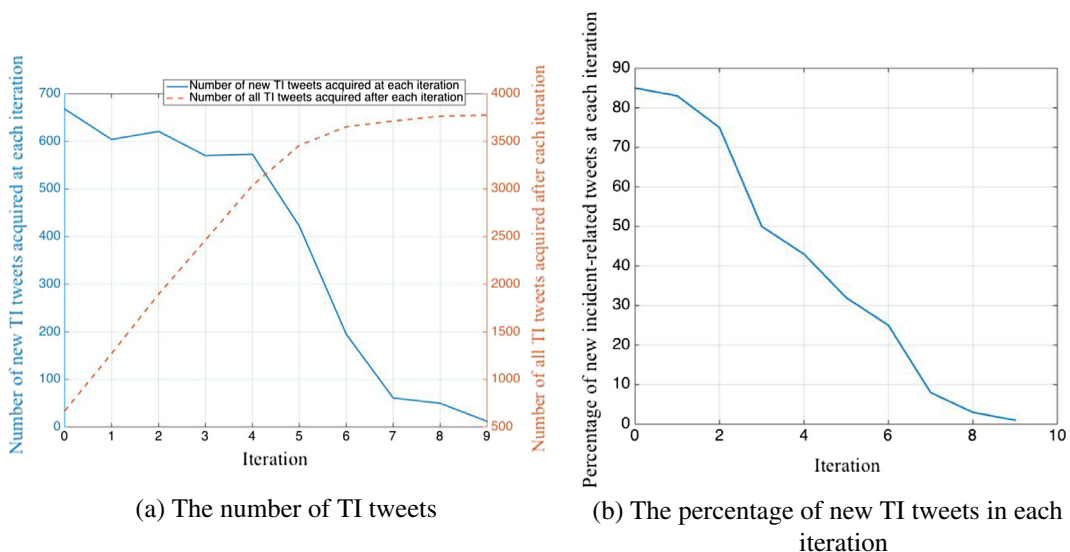 Number of new TI tweets acquired at each iteration
Number of all TI tweets acquired after each iteration
Number of new TI tweets acquired at each iteration
700
600
500
400
300
200
100
0
0 1 2 3 4 5 6 7 8 9
Iteration
4000
3500
3000
2500
2000
1500
1000
500
Number of all TI tweets acquired after each iteration
(a) The number of TI tweets
Percentage of new incident-related tweets at each iteration
90
80
70
60
50
40
30
20
10
0
0 2 4 6 8 10
Iteration
(b) The percentage of new TI tweets in each
iteration